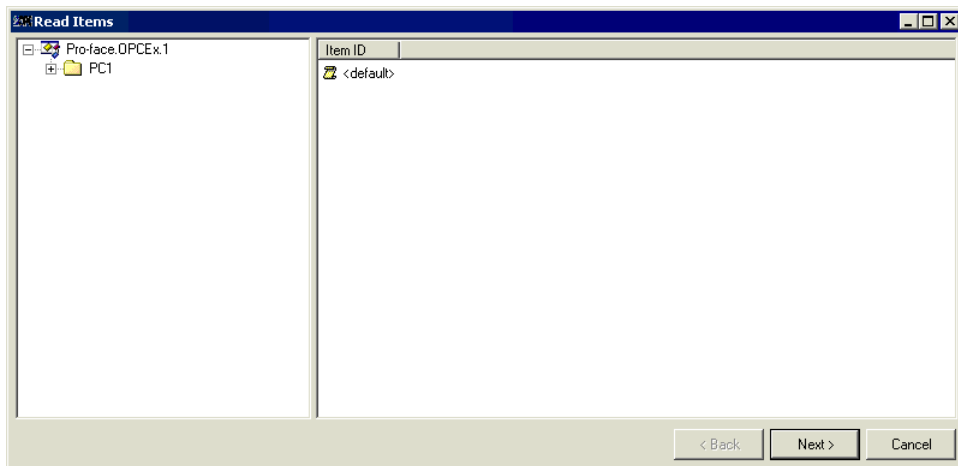 Read Items
Pro-face.OPCEx.1
PC1
Item ID
<default>
< Back
Next >
Cancel